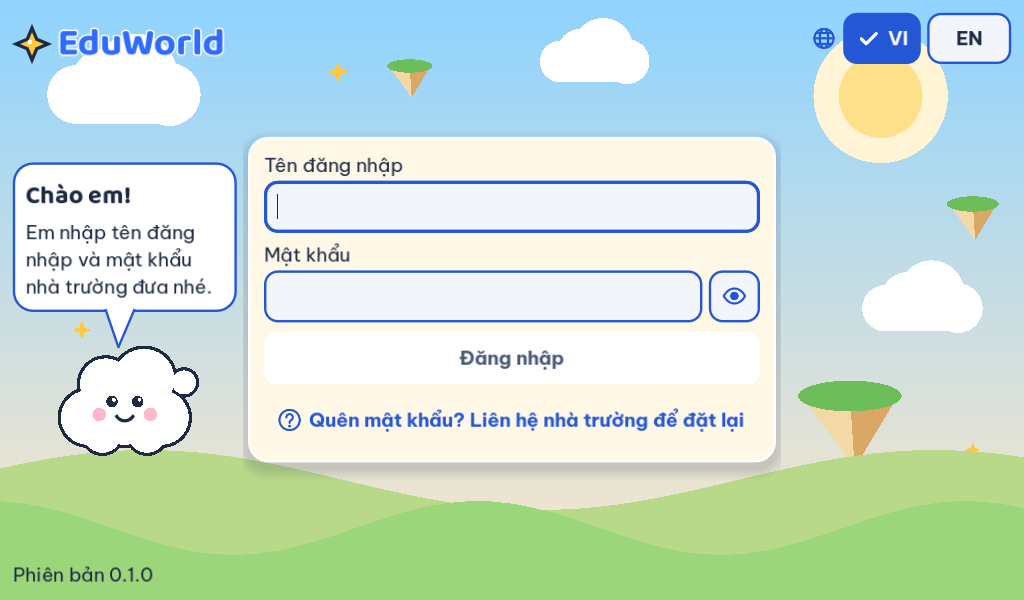 EduWorld
VI
EN
Chào em!
Em nhập tên đăng
nhập và mật khẩu
nhà trường đưa nhé.
Tên đăng nhập
Mật khẩu
Đăng nhập
Quên mật khẩu? Liên hệ nhà trường để đặt lại
Phiên bản 0.1.0